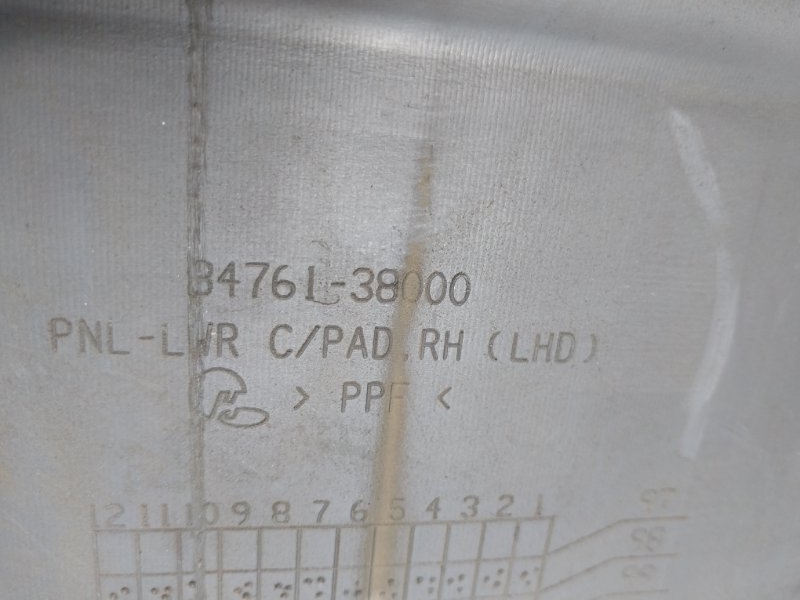 84761-38000
PNL-LWR C/PAD,RH (LHD)
> PPF <
12 11 10 9 8 7 6 5 4 3 2 1